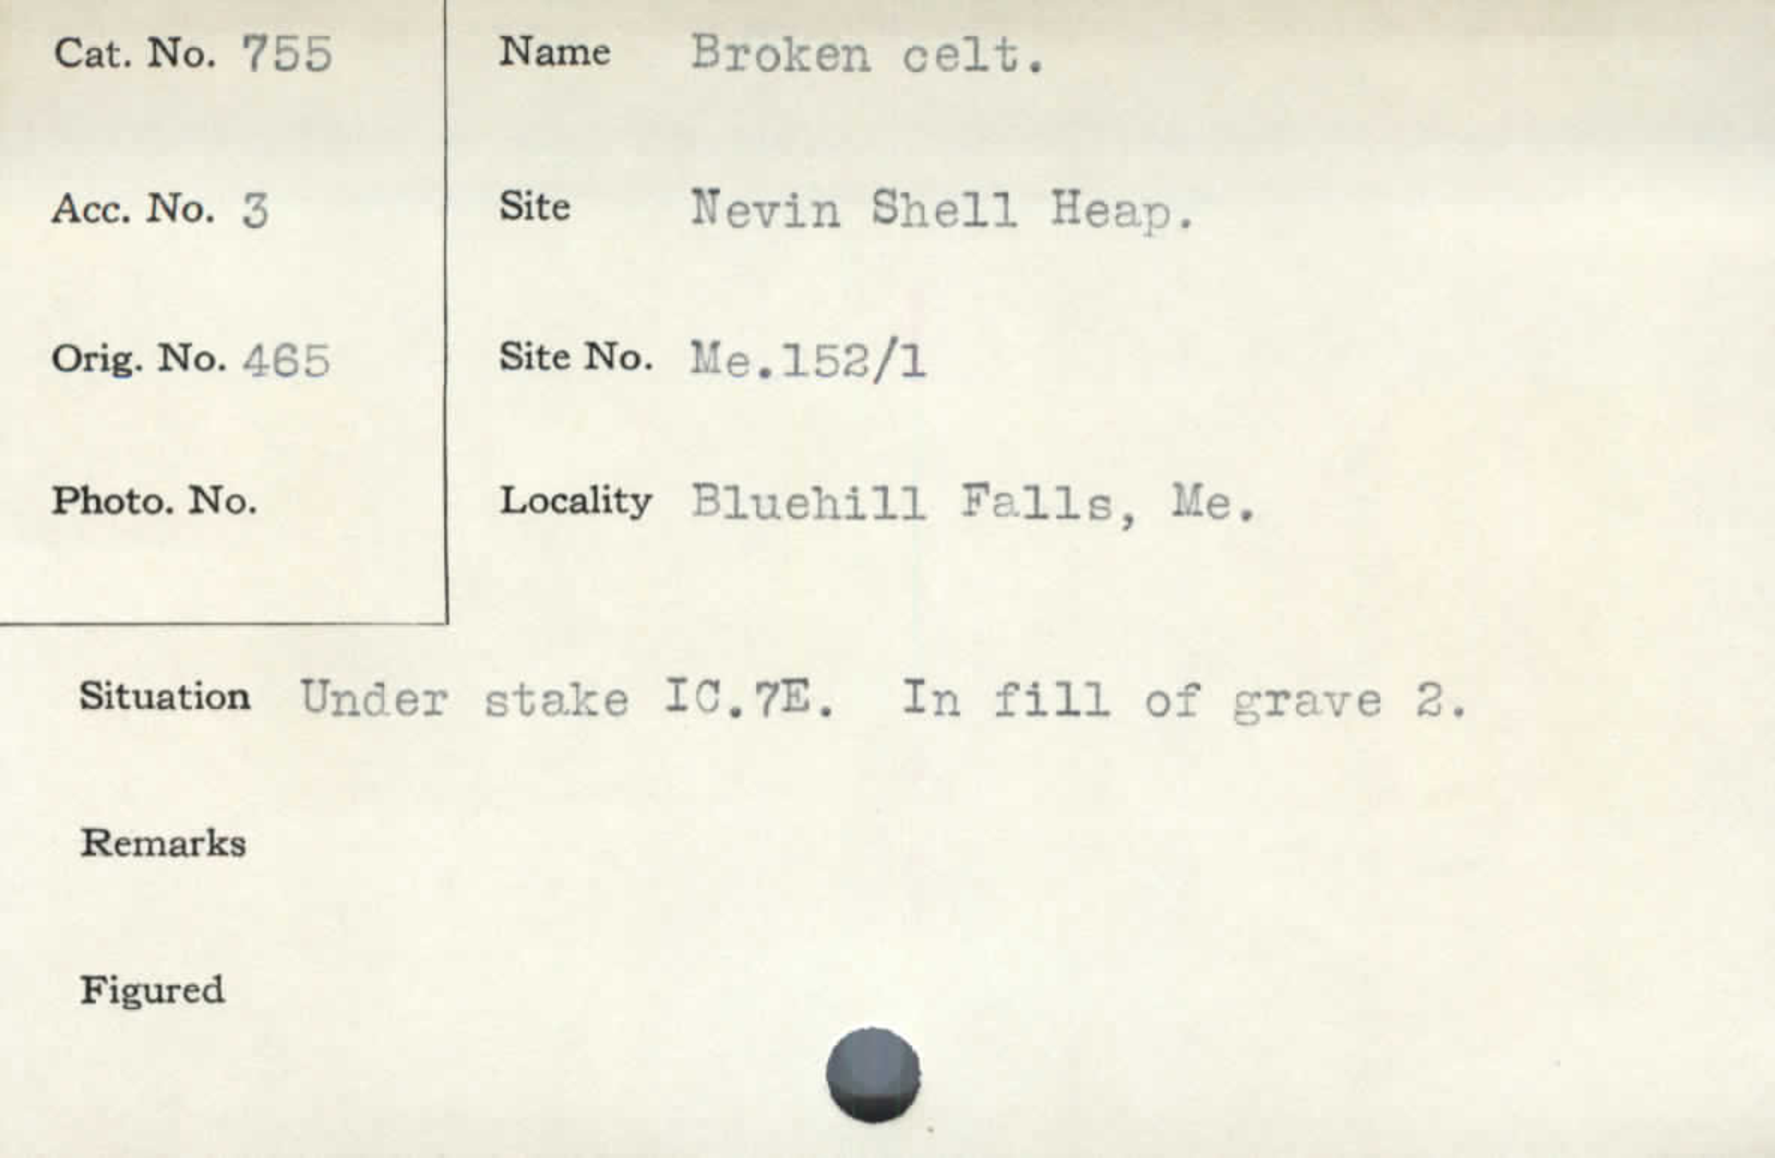 Cat. No. 755
Name Broken celt.
Acc. No. 3
Site Nevin Shell Heap.
Orig. No. 465
Site No. Me.152/1
Photo. No.
Locality Bluehill Falls, Me.
Situation Under stake IC.7E. In fill of grave 2.
Remarks
Figured